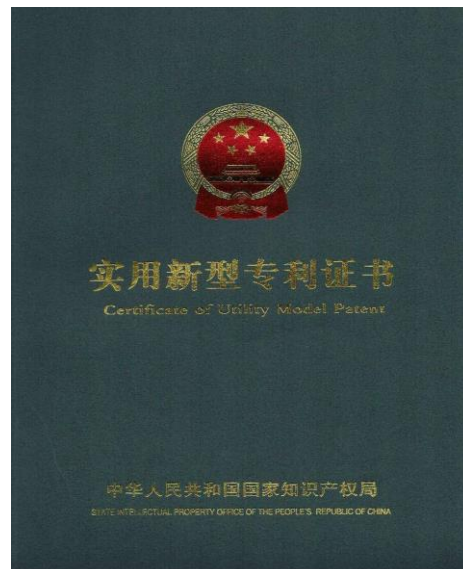 实用新型专利证书
Certificate of Utility Model Patent
中华人民共和国国家知识产权局
STATE INTELLECTUAL PROPERTY OFFICE OF THE PEOPLE'S REPUBLIC OF CHINA